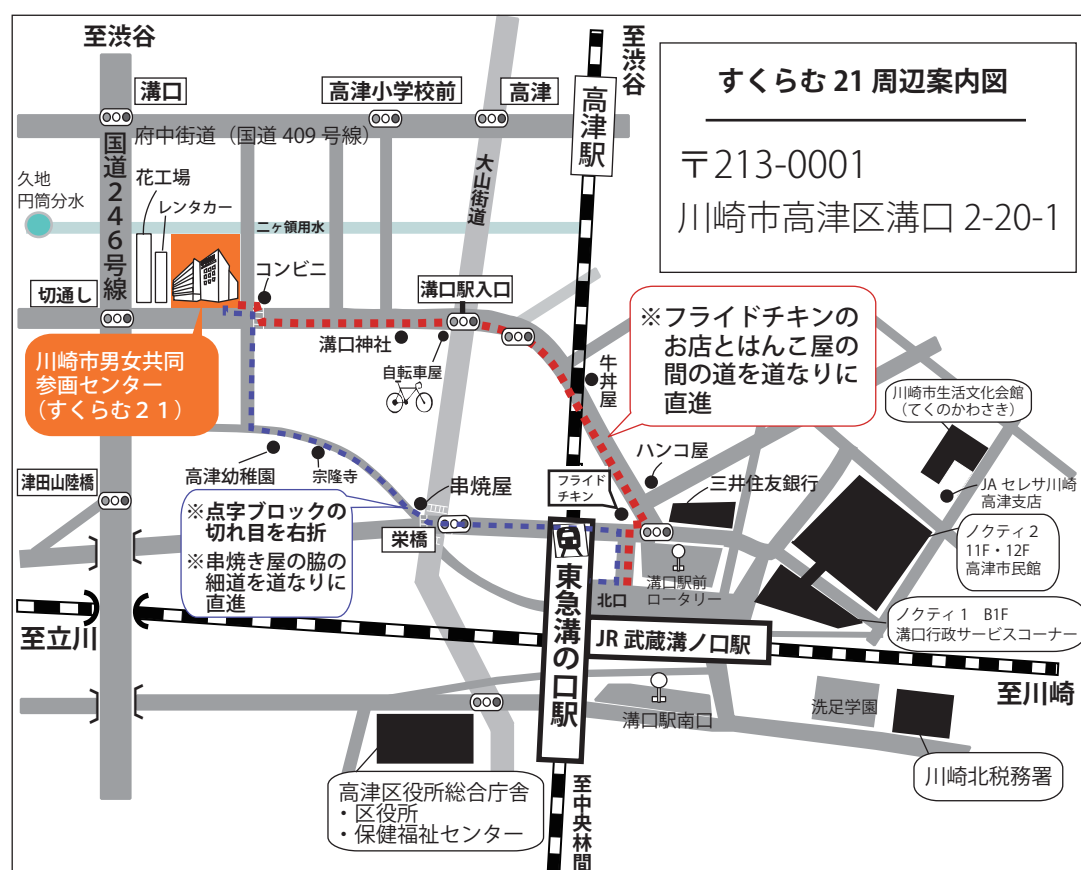 至渋谷
至渋谷
すくらむ 21 周辺案内図
〒213-0001
川崎市高津区溝口 2-20-1
溝口
高津小学校前
高津
高津駅
府中街道（国道 409 号線）
国道２４６号線
大山街道
久地
円筒分水
花工場
レンタカー
二ヶ領用水
コンビニ
切通し
溝口駅入口
溝口神社
自転車屋
牛丼屋
※フライドチキンの
お店とはんこ屋の
間の道を道なりに
直進
川崎市男女共同
参画センター
（すくらむ２１）
川崎市生活文化会館
（てくのかわさき）
高津幼稚園
宗隆寺
串焼屋
フライド
チキン
ハンコ屋
三井住友銀行
JA セレサ川崎
高津支店
津田山陸橋
※点字ブロックの
切れ目を右折
※串焼き屋の脇の
細道を道なりに
直進
栄橋
溝口駅前
ロータリー
北口
ノクティ２
11F・12F
高津市民館
ノクティ１　B1F
溝口行政サービスコーナー
東急溝の口駅
JR 武蔵溝ノ口駅
至立川
至川崎
溝口駅南口
洗足学園
川崎北税務署
高津区役所総合庁舎
・区役所
・保健福祉センター
至中央林間